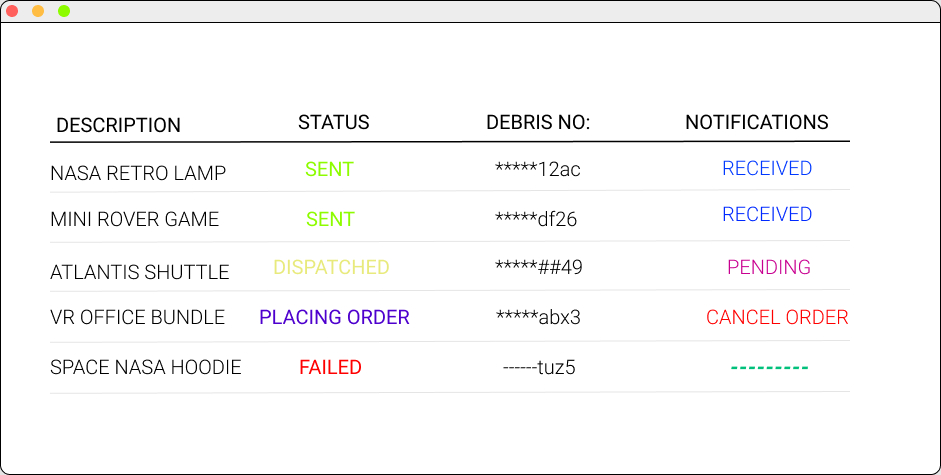 DESCRIPTION STATUS DEBRIS NO: NOTIFICATIONS
NASA RETRO LAMP SENT *****12ac RECEIVED
MINI ROVER GAME SENT *****df26 RECEIVED
ATLANTIS SHUTTLE DISPATCHED *****##49 PENDING
VR OFFICE BUNDLE PLACING ORDER *****abx3 CANCEL ORDER
SPACE NASA HOODIE FAILED ------tuz5 ---------